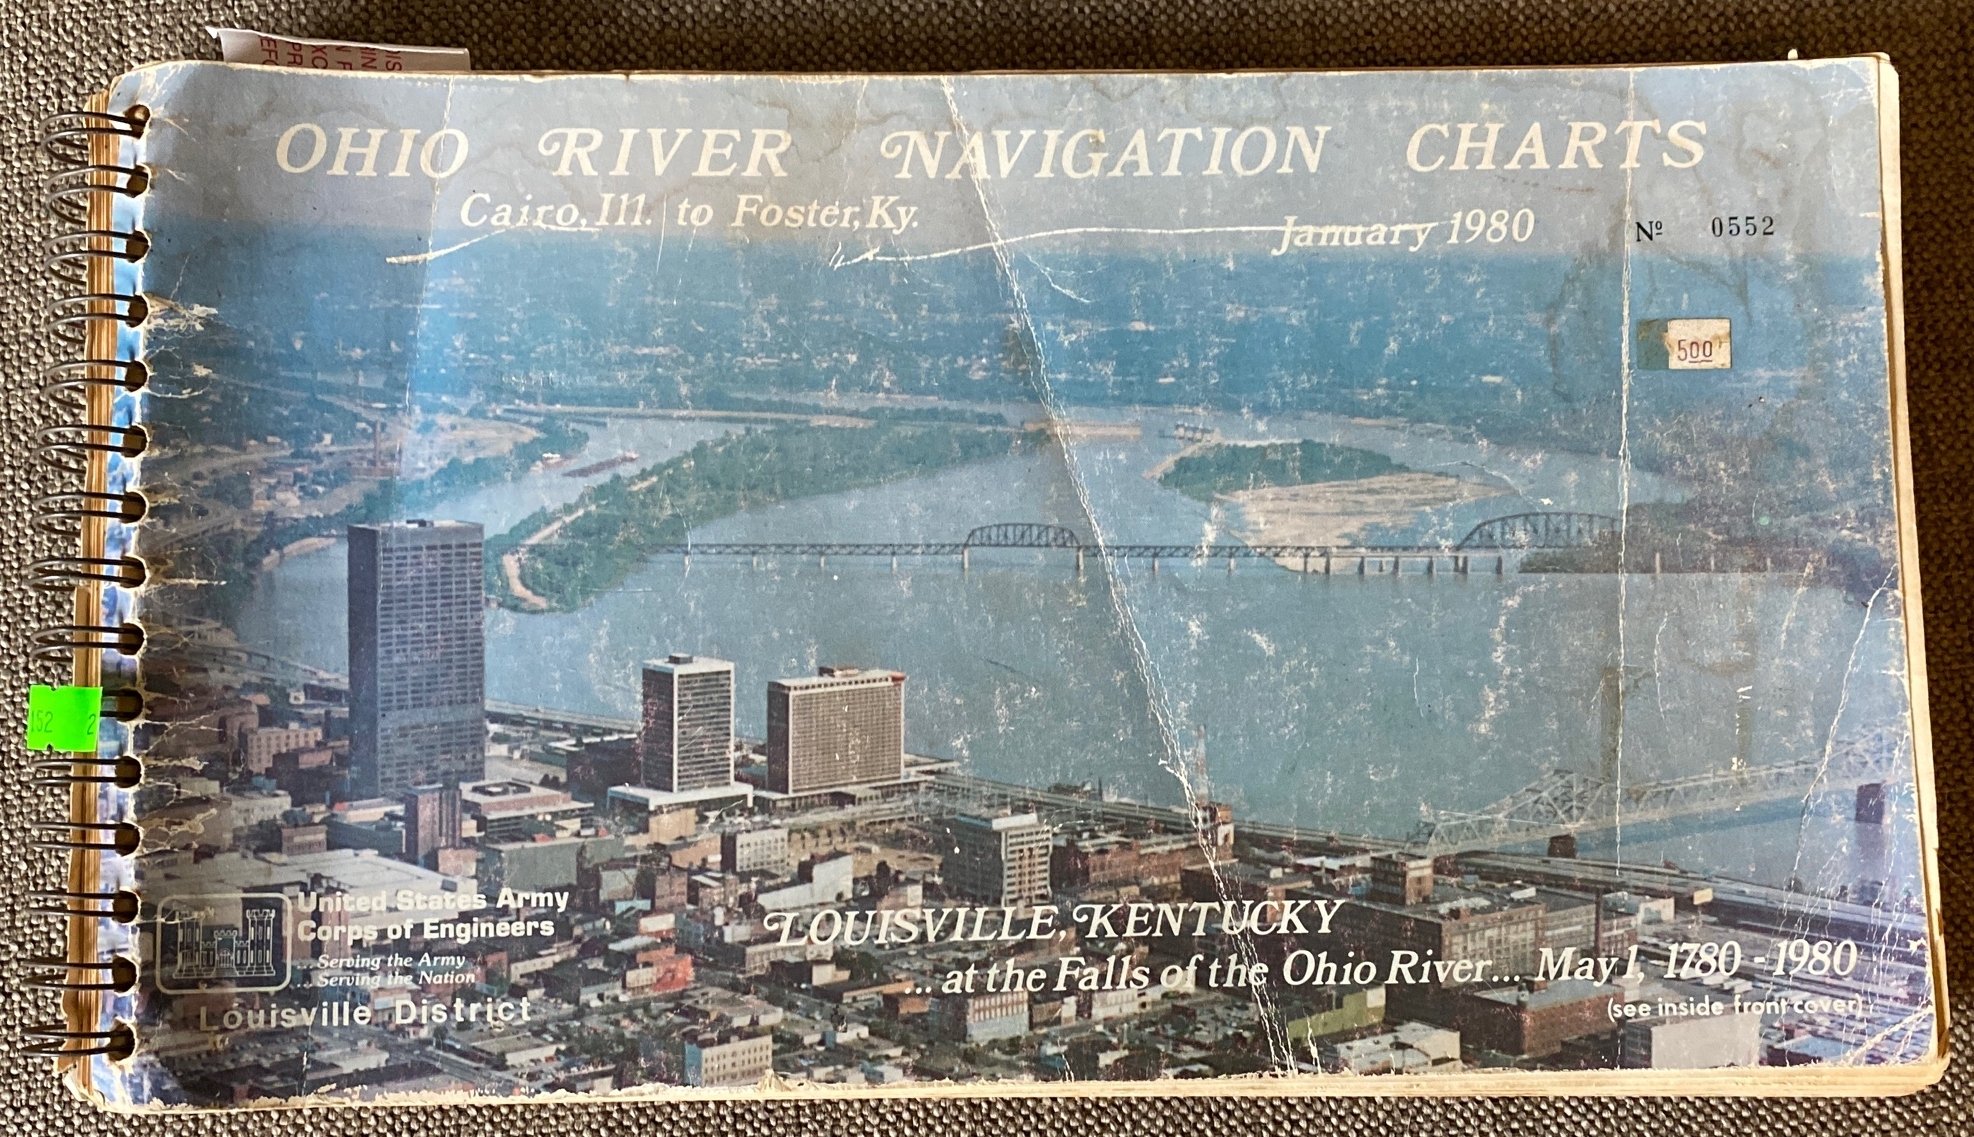 OHIO RIVER NAVIGATION CHARTS
Cairo, Ill. to Foster, Ky.
January 1980
Nº 0552
500
152 2
United States Army
Corps of Engineers
...Serving the Army
...Serving the Nation
Louisville District
LOUISVILLE, KENTUCKY
...at the Falls of the Ohio River... May 1, 1780 - 1980
(see inside front cover)